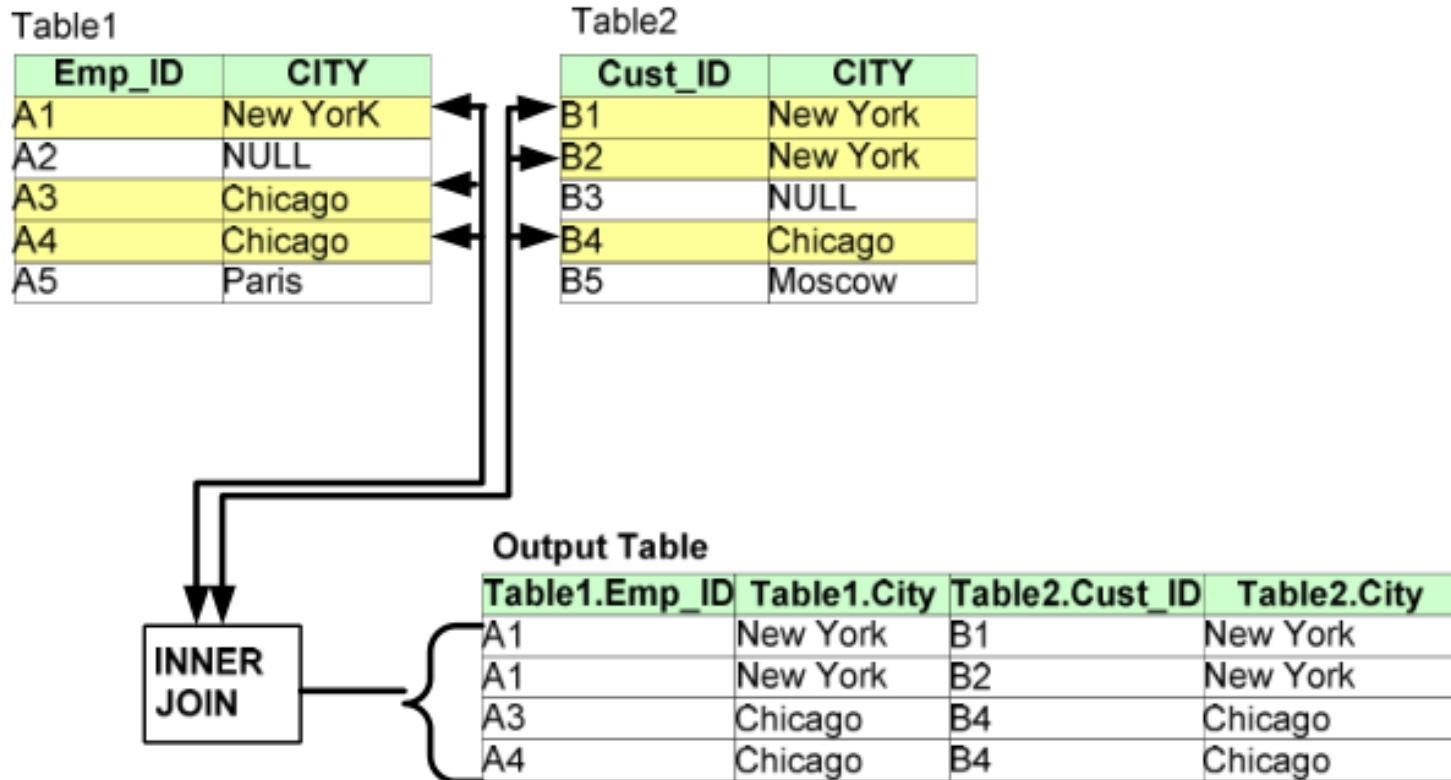 Table1
Emp_ID CITY
A1 New YorK
A2 NULL
A3 Chicago
A4 Chicago
A5 Paris
Table2
Cust_ID CITY
B1 New York
B2 New York
B3 NULL
B4 Chicago
B5 Moscow
INNER
JOIN
Output Table
Table1.Emp_ID Table1.City Table2.Cust_ID Table2.City
A1 New York B1 New York
A1 New York B2 New York
A3 Chicago B4 Chicago
A4 Chicago B4 Chicago